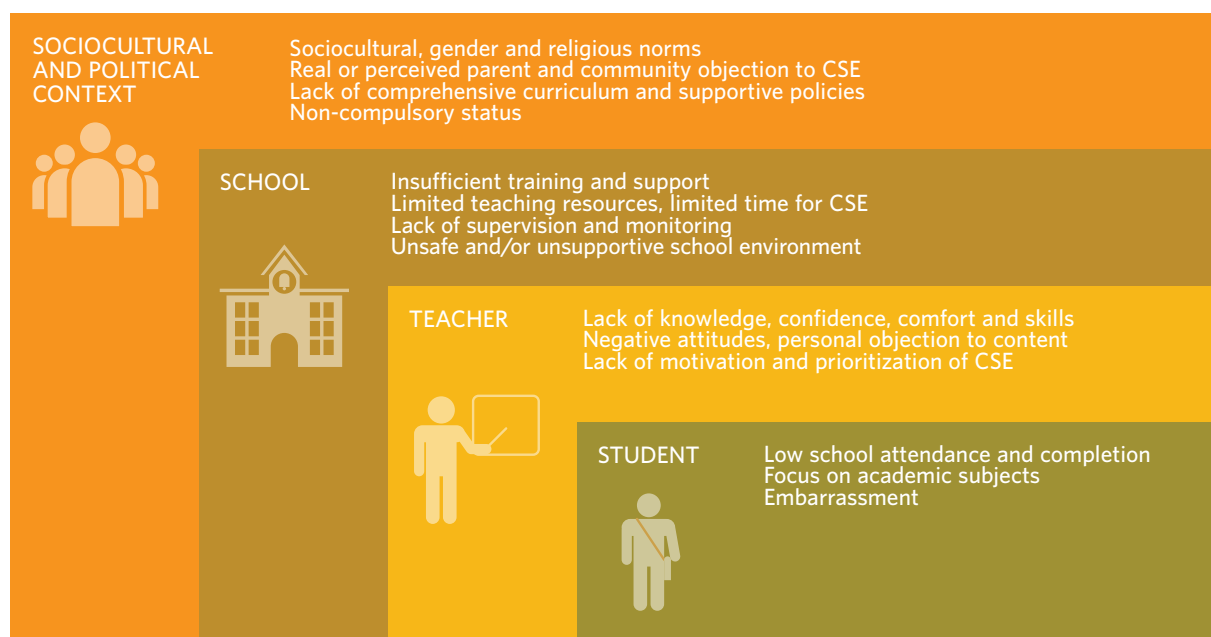 SOCIOCULTURAL
AND POLITICAL
CONTEXT
Sociocultural, gender and religious norms
Real or perceived parent and community objection to CSE
Lack of comprehensive curriculum and supportive policies
Non-compulsory status
SCHOOL
Insufficient training and support
Limited teaching resources, limited time for CSE
Lack of supervision and monitoring
Unsafe and/or unsupportive school environment
TEACHER
Lack of knowledge, confidence, comfort and skills
Negative attitudes, personal objection to content
Lack of motivation and prioritization of CSE
STUDENT
Low school attendance and completion
Focus on academic subjects
Embarrassment